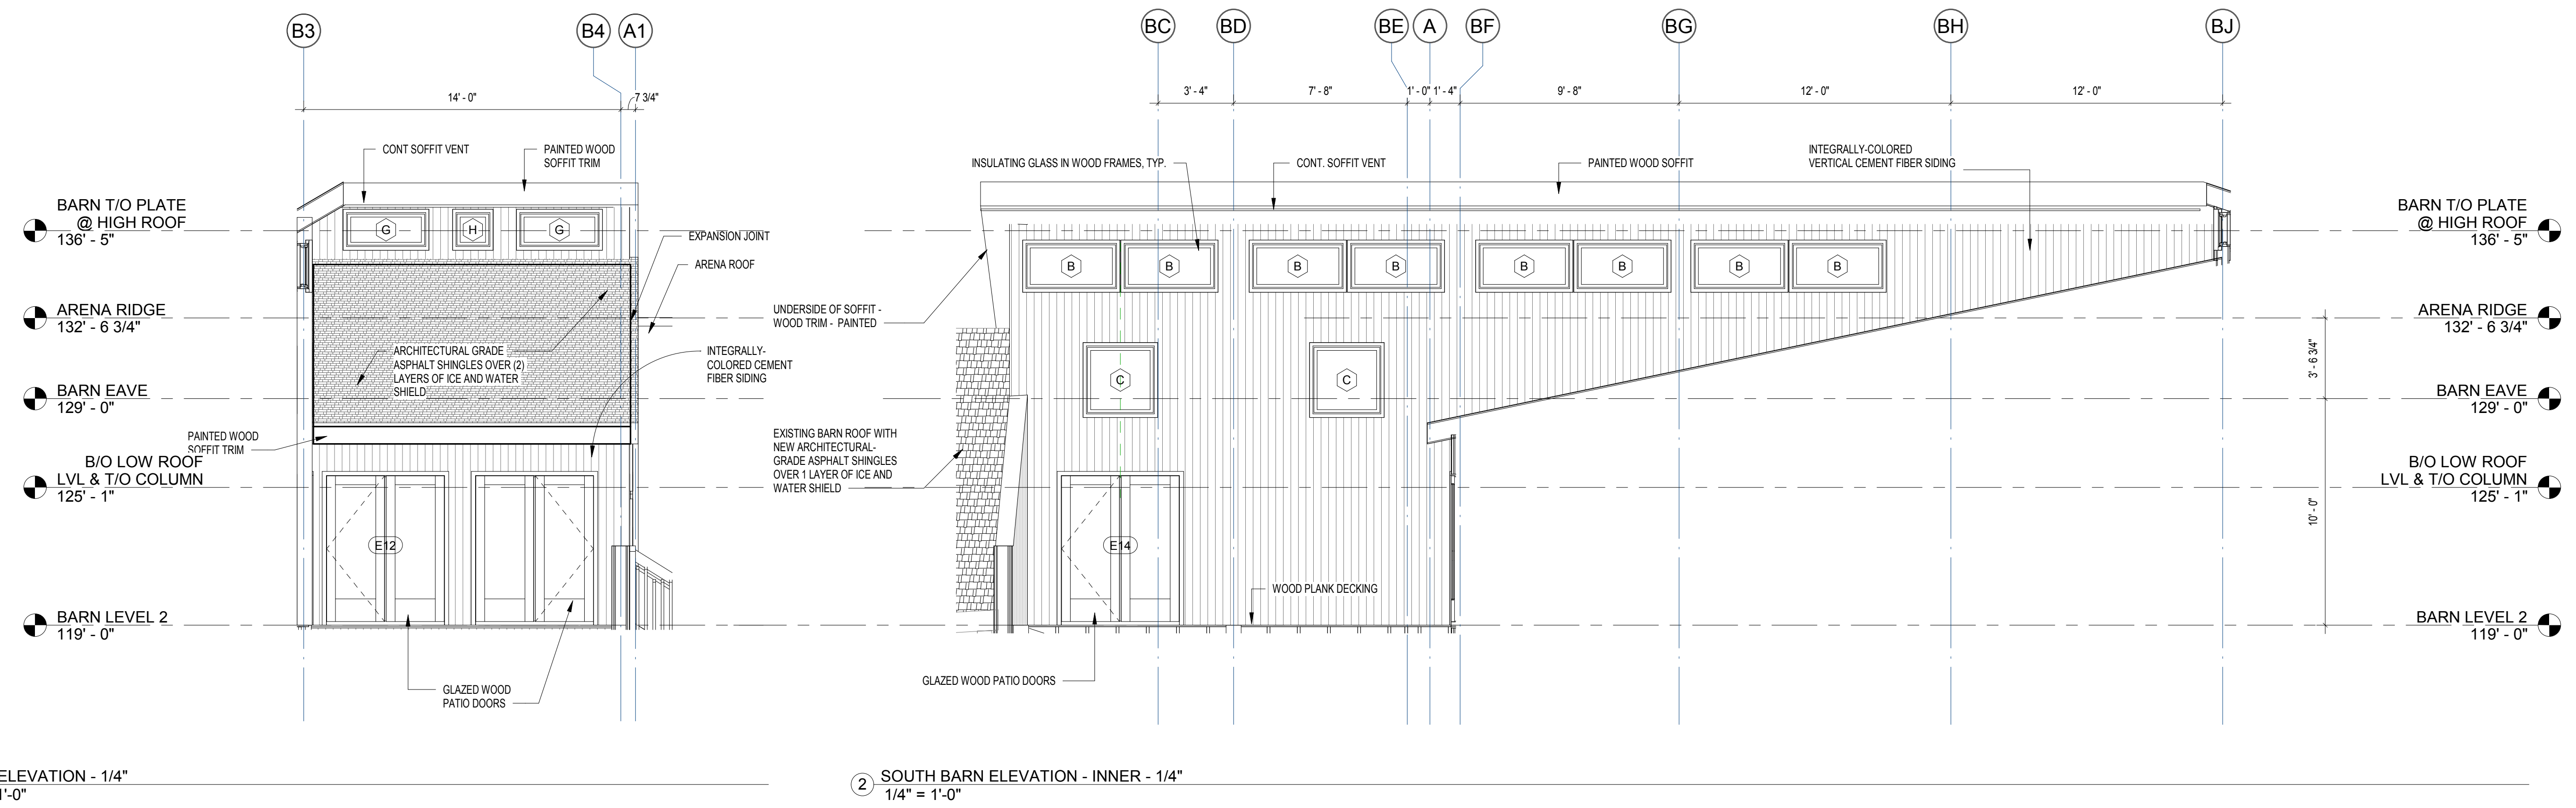 B3
B4
A1
14' - 0"
7 3/4"
CONT SOFFIT VENT
PAINTED WOOD
SOFFIT TRIM
BARN T/O PLATE
@ HIGH ROOF
136' - 5"
G
H
G
EXPANSION JOINT
ARENA ROOF
ARENA RIDGE
132' - 6 3/4"
ARCHITECTURAL GRADE
ASPHALT SHINGLES OVER (2)
LAYERS OF ICE AND WATER
SHIELD
INTEGRALLY-
COLORED CEMENT
FIBER SIDING
BARN EAVE
129' - 0"
PAINTED WOOD
SOFFIT TRIM
B/O LOW ROOF
LVL & T/O COLUMN
125' - 1"
E12
BARN LEVEL 2
119' - 0"
GLAZED WOOD
PATIO DOORS
ELEVATION - 1/4"
1'-0"
BC
BD
BE
A
BF
BG
BH
BJ
3' - 4"
7' - 8"
1' - 0"
1' - 4"
9' - 8"
12' - 0"
12' - 0"
INSULATING GLASS IN WOOD FRAMES, TYP.
CONT. SOFFIT VENT
PAINTED WOOD SOFFIT
INTEGRALLY-COLORED
VERTICAL CEMENT FIBER SIDING
B
B
B
B
B
B
B
B
UNDERSIDE OF SOFFIT -
WOOD TRIM - PAINTED
C
C
EXISTING BARN ROOF WITH
NEW ARCHITECTURAL-
GRADE ASPHALT SHINGLES
OVER 1 LAYER OF ICE AND
WATER SHIELD
E14
WOOD PLANK DECKING
GLAZED WOOD PATIO DOORS
BARN T/O PLATE
@ HIGH ROOF
136' - 5"
ARENA RIDGE
132' - 6 3/4"
3' - 6 3/4"
BARN EAVE
129' - 0"
B/O LOW ROOF
LVL & T/O COLUMN
125' - 1"
10' - 0"
BARN LEVEL 2
119' - 0"
2
SOUTH BARN ELEVATION - INNER - 1/4"
1/4" = 1'-0"